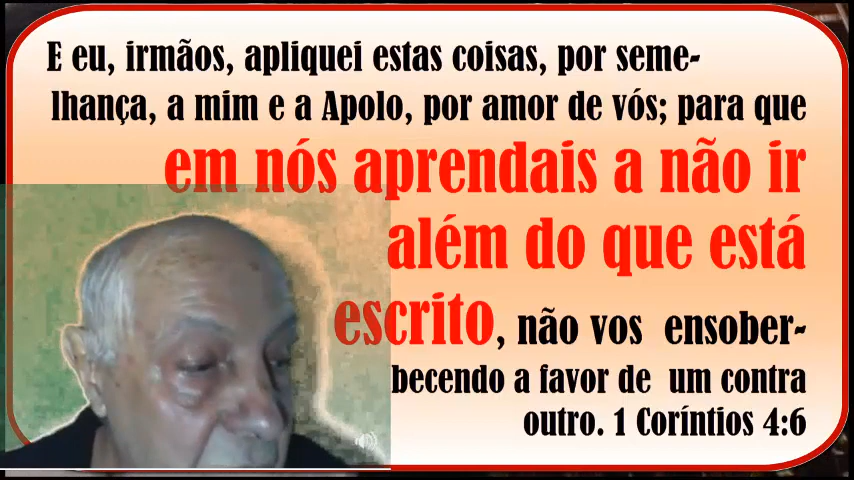 E eu, irmãos, apliquei estas coisas, por seme-
lhança, a mim e a Apolo, por amor de vós; para que
em nós aprendais a não ir
além do que está
escrito, não vos ensober-
becendo a favor de um contra
outro. 1 Coríntios 4:6